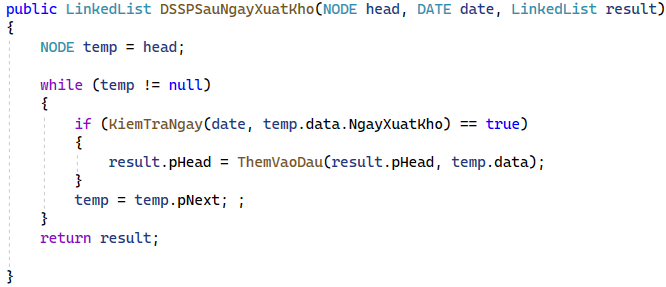 public LinkedList DSSPSauNgayXuatKho(NODE head, DATE date, LinkedList result)
{
NODE temp = head;
while (temp != null)
{
if (KiemTraNgay(date, temp.data.NgayXuatKho) == true)
{
result.pHead = ThemVaoDau(result.pHead, temp.data);
}
temp = temp.pNext; ;
}
return result;
}